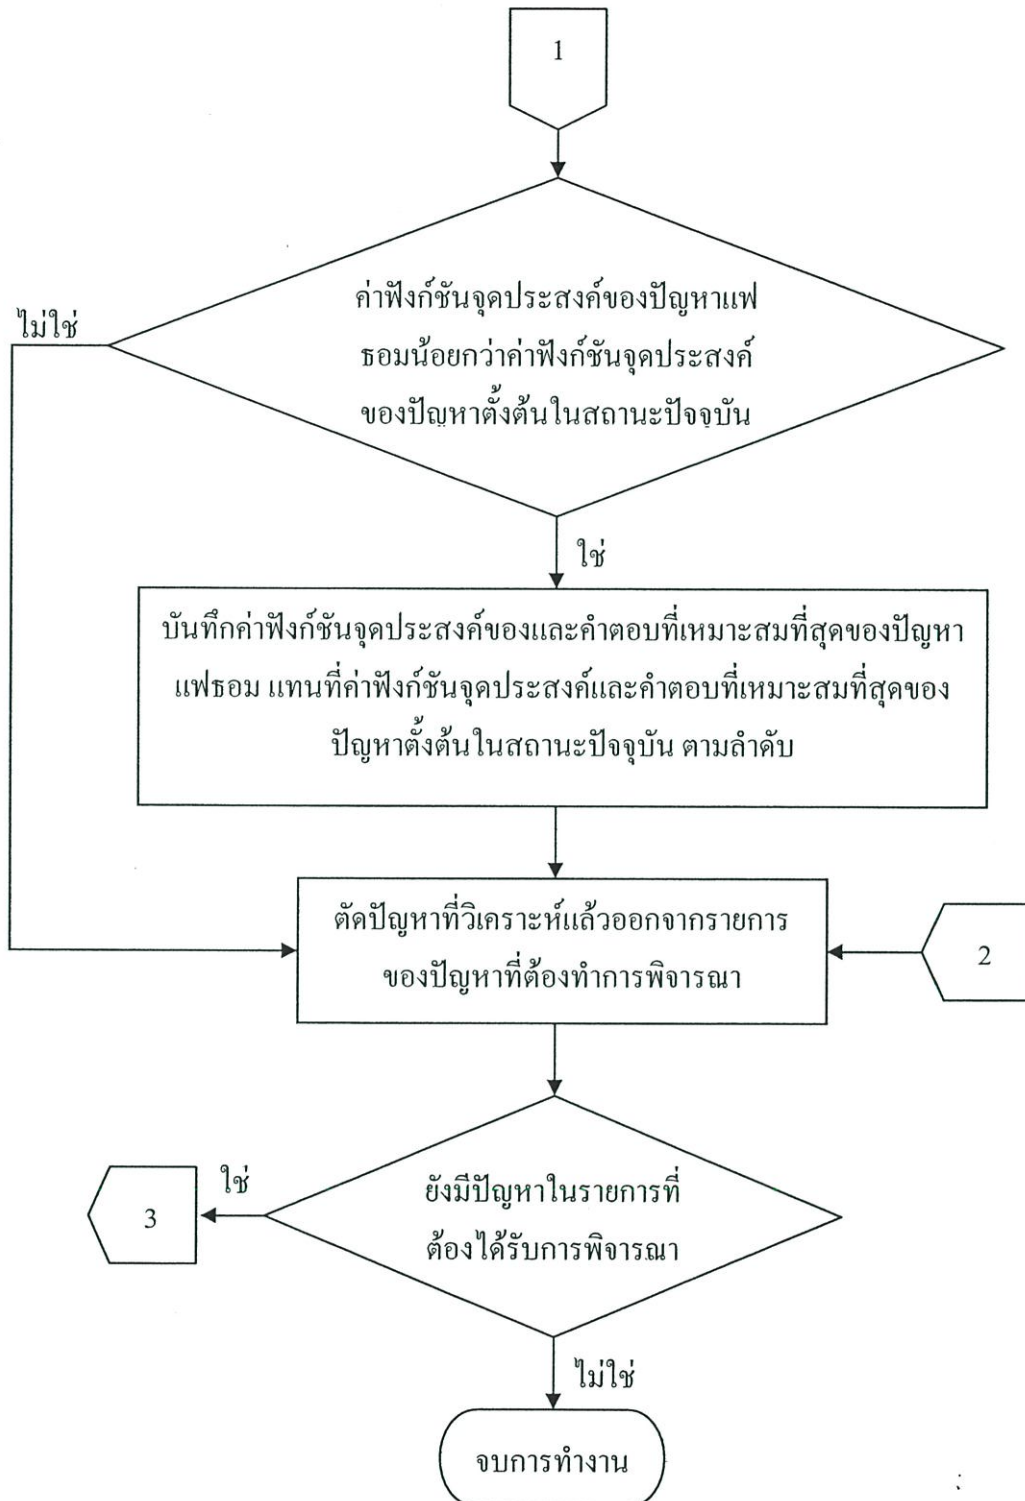 1
ค่าฟังก์ชันจุดประสงค์ของปัญหาแฟ
ธอมน้อยกว่าค่าฟังก์ชันจุดประสงค์
ของปัญหาตั้งต้นในสถานะปัจจุบัน
ไม่ใช่
ใช่
บันทึกค่าฟังก์ชันจุดประสงค์ของและคำตอบที่เหมาะสมที่สุดของปัญหา
แฟธอม แทนที่ค่าฟังก์ชันจุดประสงค์และคำตอบที่เหมาะสมที่สุดของ
ปัญหาตั้งต้นในสถานะปัจจุบัน ตามลำดับ
ตัดปัญหาที่วิเคราะห์แล้วออกจากรายการ
ของปัญหาที่ต้องทำการพิจารณา
2
ยังมีปัญหาในรายการที่
ต้องได้รับการพิจารณา
ใช่
3
ไม่ใช่
จบการทำงาน